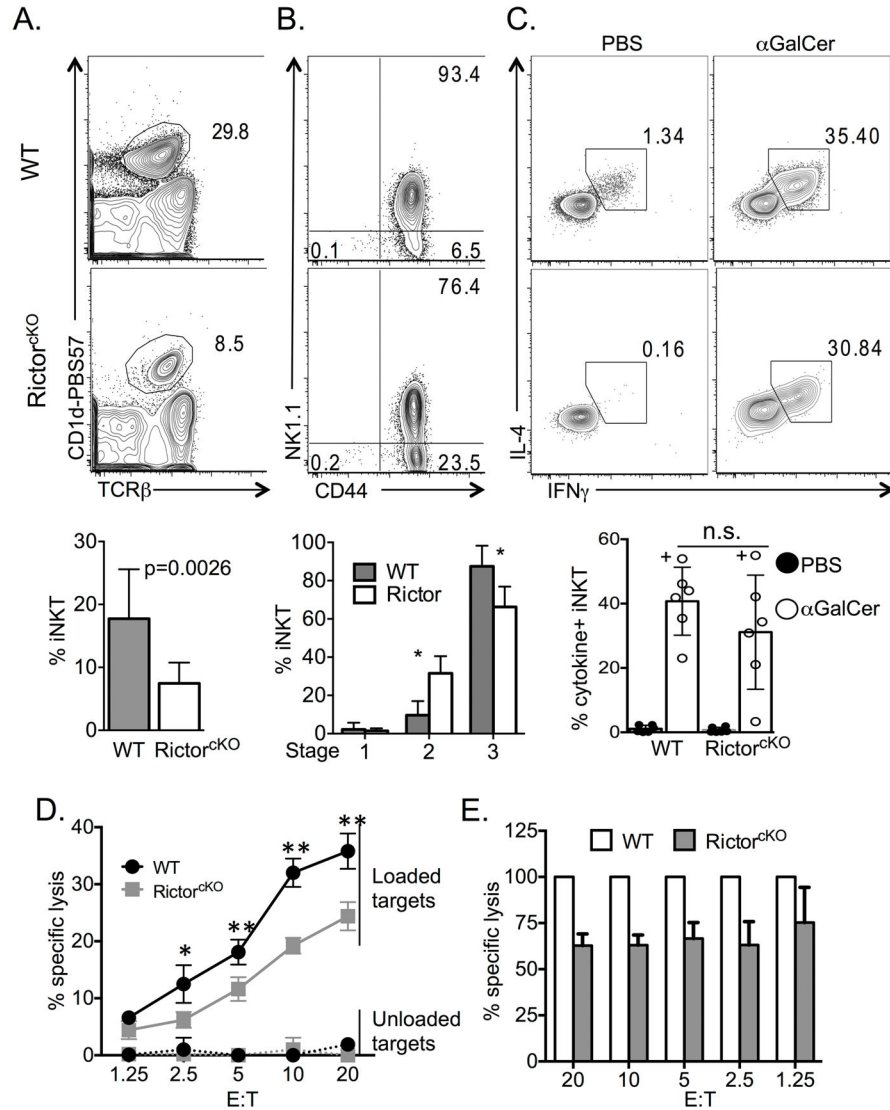 A.
B.
C.
PBS
αGalCer
WT
29.8
93.4
0.1
6.5
1.34
35.40
Rictor^cKO
8.5
76.4
0.2
23.5
0.16
30.84
CD1d-PBS57
TCRβ
NK1.1
CD44
IL-4
IFNγ
% iNKT
30
20
10
0
p=0.0026
WT
Rictor^cKO
% iNKT
100
80
60
40
20
0
WT
Rictor
*
*
Stage
1
2
3
% cytokine+ iNKT
60
40
20
0
n.s.
+
+
PBS
αGalCer
WT
Rictor^cKO
D.
% specific lysis
40
30
20
10
0
WT
Rictor^cKO
*
**
**
**
Loaded
targets
Unloaded
targets
1.25
2.5
5
10
20
E:T
E.
% specific lysis
125
100
75
50
25
0
WT
Rictor^cKO
20
10
5
2.5
1.25
E:T